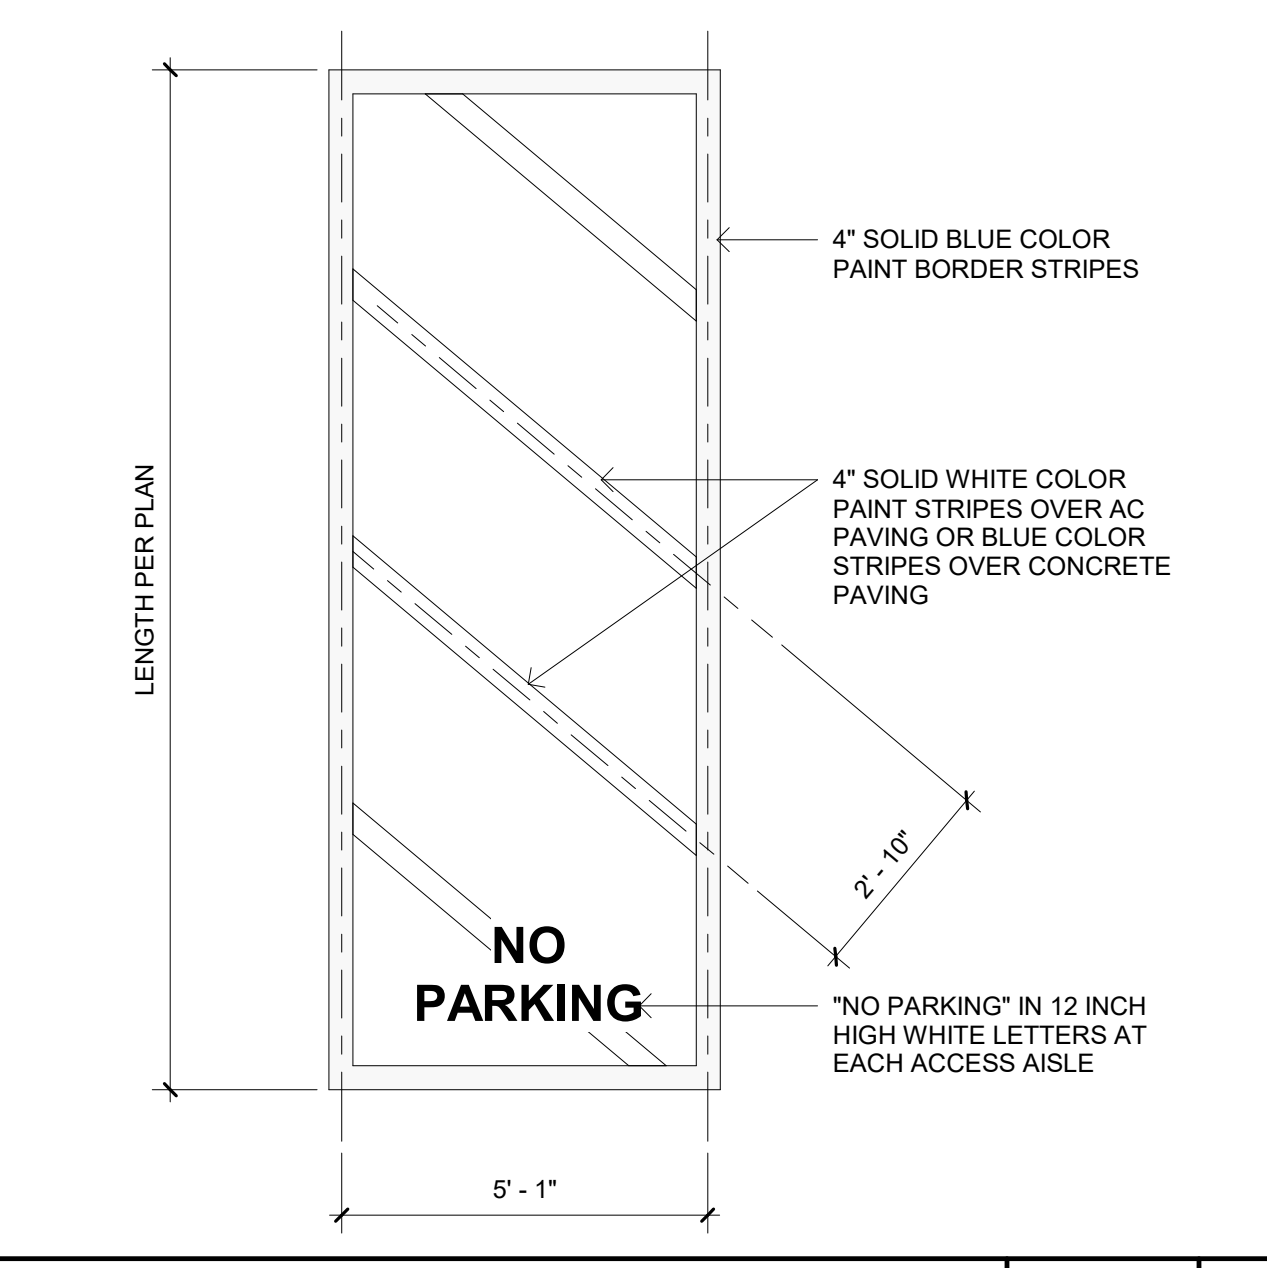 4" SOLID BLUE COLOR
PAINT BORDER STRIPES
4" SOLID WHITE COLOR
PAINT STRIPES OVER AC
PAVING OR BLUE COLOR
STRIPES OVER CONCRETE
PAVING
LENGTH PER PLAN
2' - 10"
NO
PARKING
"NO PARKING" IN 12 INCH
HIGH WHITE LETTERS AT
EACH ACCESS AISLE
5' - 1"